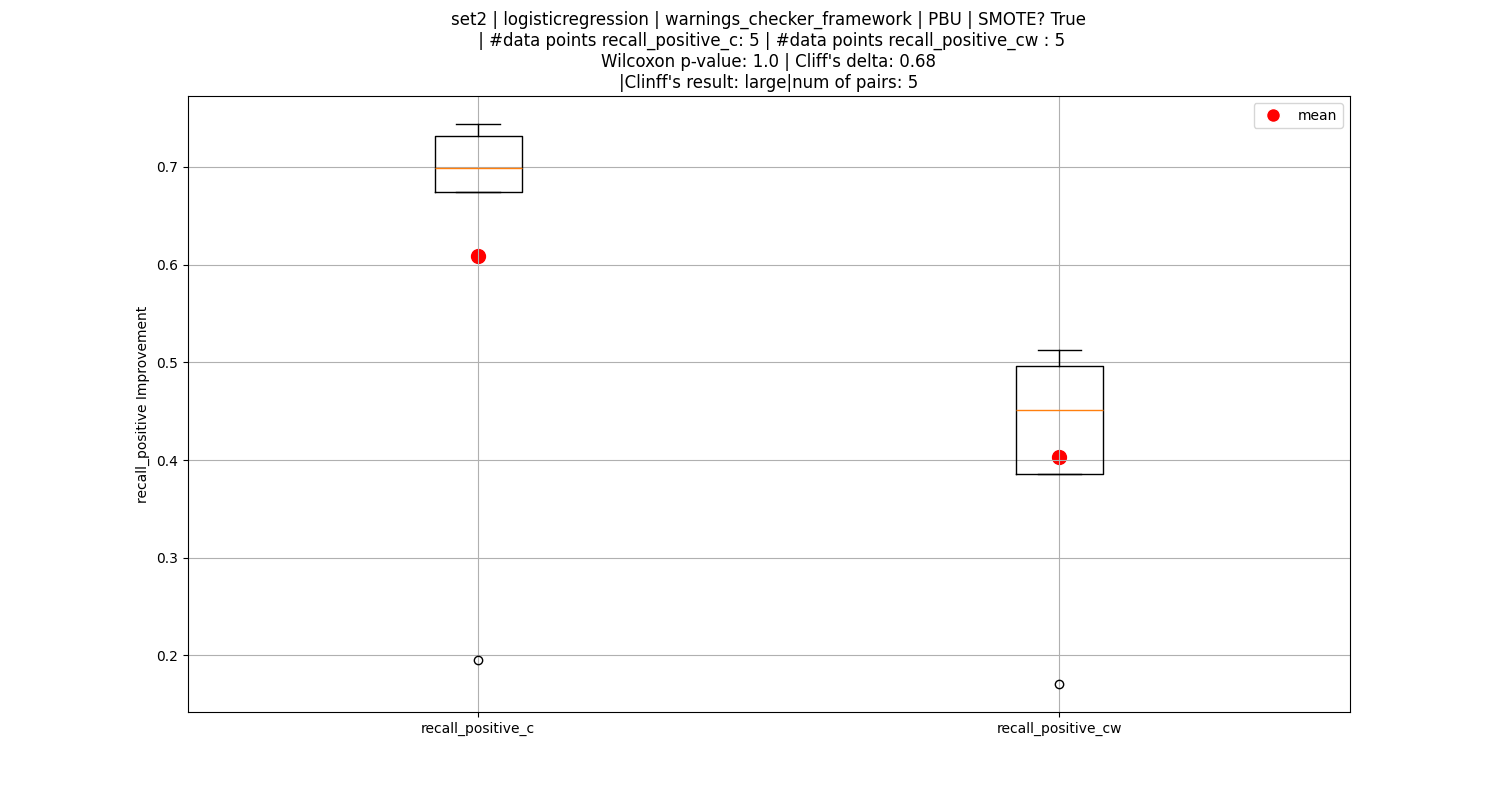 set2 | logisticregression | warnings_checker_framework | PBU | SMOTE? True
| #data points recall_positive_c: 5 | #data points recall_positive_cw : 5
Wilcoxon p-value: 1.0 | Cliff's delta: 0.68
|Clinff's result: large|num of pairs: 5
mean
0.7
0.6
0.5
0.4
0.3
0.2
recall_positive Improvement
recall_positive_c
recall_positive_cw